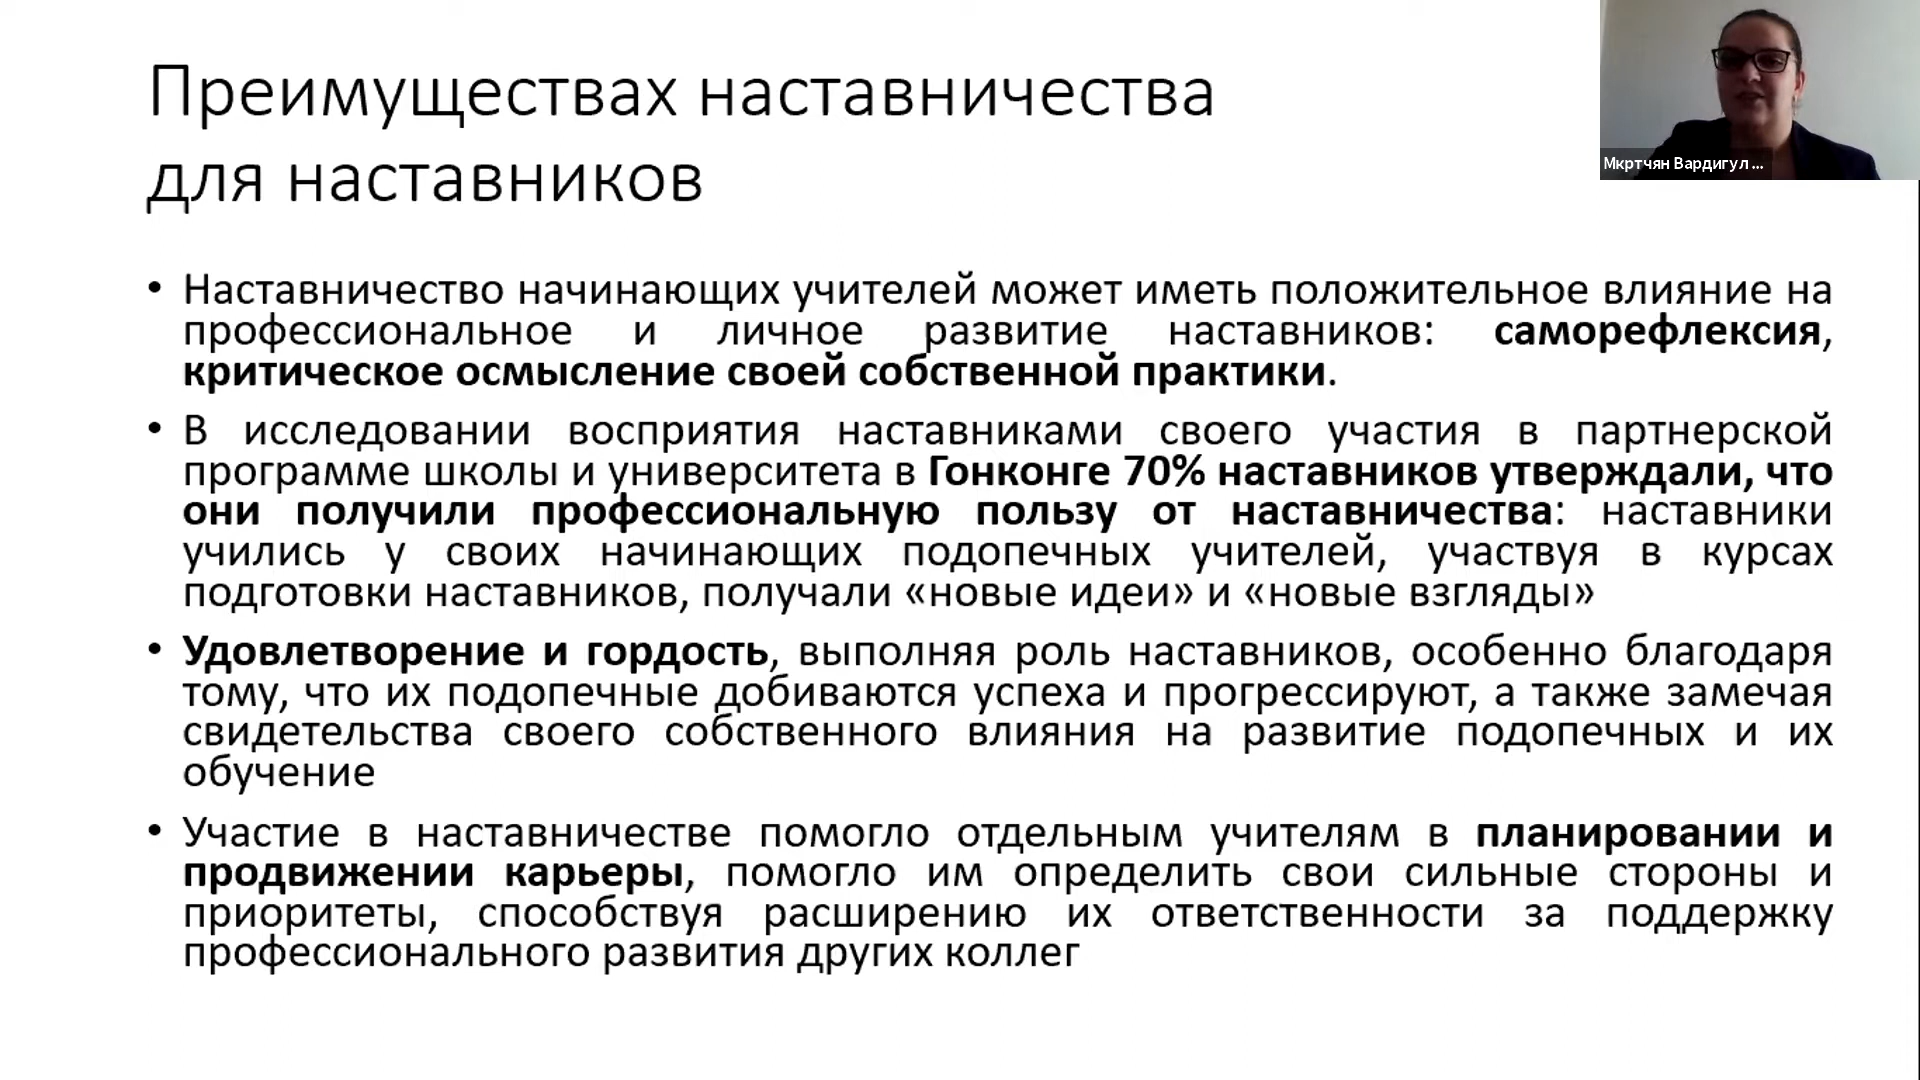 Преимуществах наставничества
для наставников
Мкртчян Вардигул ...
• Наставничество начинающих учителей может иметь положительное влияние на
профессиональное и личное развитие наставников: саморефлексия,
критическое осмысление своей собственной практики.
• В исследовании восприятия наставниками своего участия в партнерской
программе школы и университета в Гонконге 70% наставников утверждали, что
они получили профессиональную пользу от наставничества: наставники
учились у своих начинающих подопечных учителей, участвуя в курсах
подготовки наставников, получали «новые идеи» и «новые взгляды»
• Удовлетворение и гордость, выполняя роль наставников, особенно благодаря
тому, что их подопечные добиваются успеха и прогрессируют, а также замечая
свидетельства своего собственного влияния на развитие подопечных и их
обучение
• Участие в наставничестве помогло отдельным учителям в планировании и
продвижении карьеры, помогло им определить свои сильные стороны и
приоритеты, способствуя расширению их ответственности за поддержку
профессионального развития других коллег